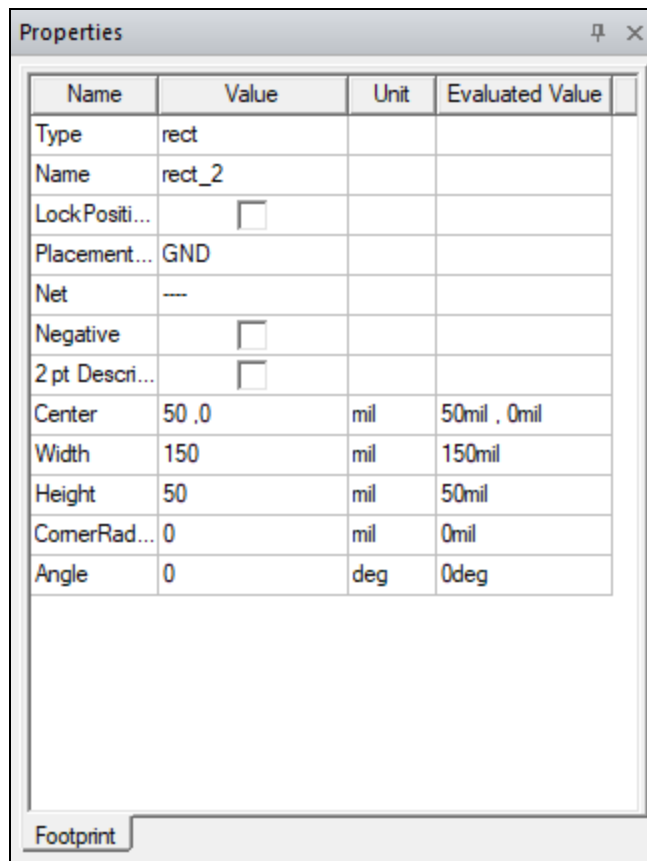 Properties
Name Value Unit Evaluated Value
Type rect
Name rect_2
LockPositi...
Placement... GND
Net ----
Negative
2 pt Descri...
Center 50 ,0 mil 50mil , 0mil
Width 150 mil 150mil
Height 50 mil 50mil
CornerRad... 0 mil 0mil
Angle 0 deg 0deg
Footprint